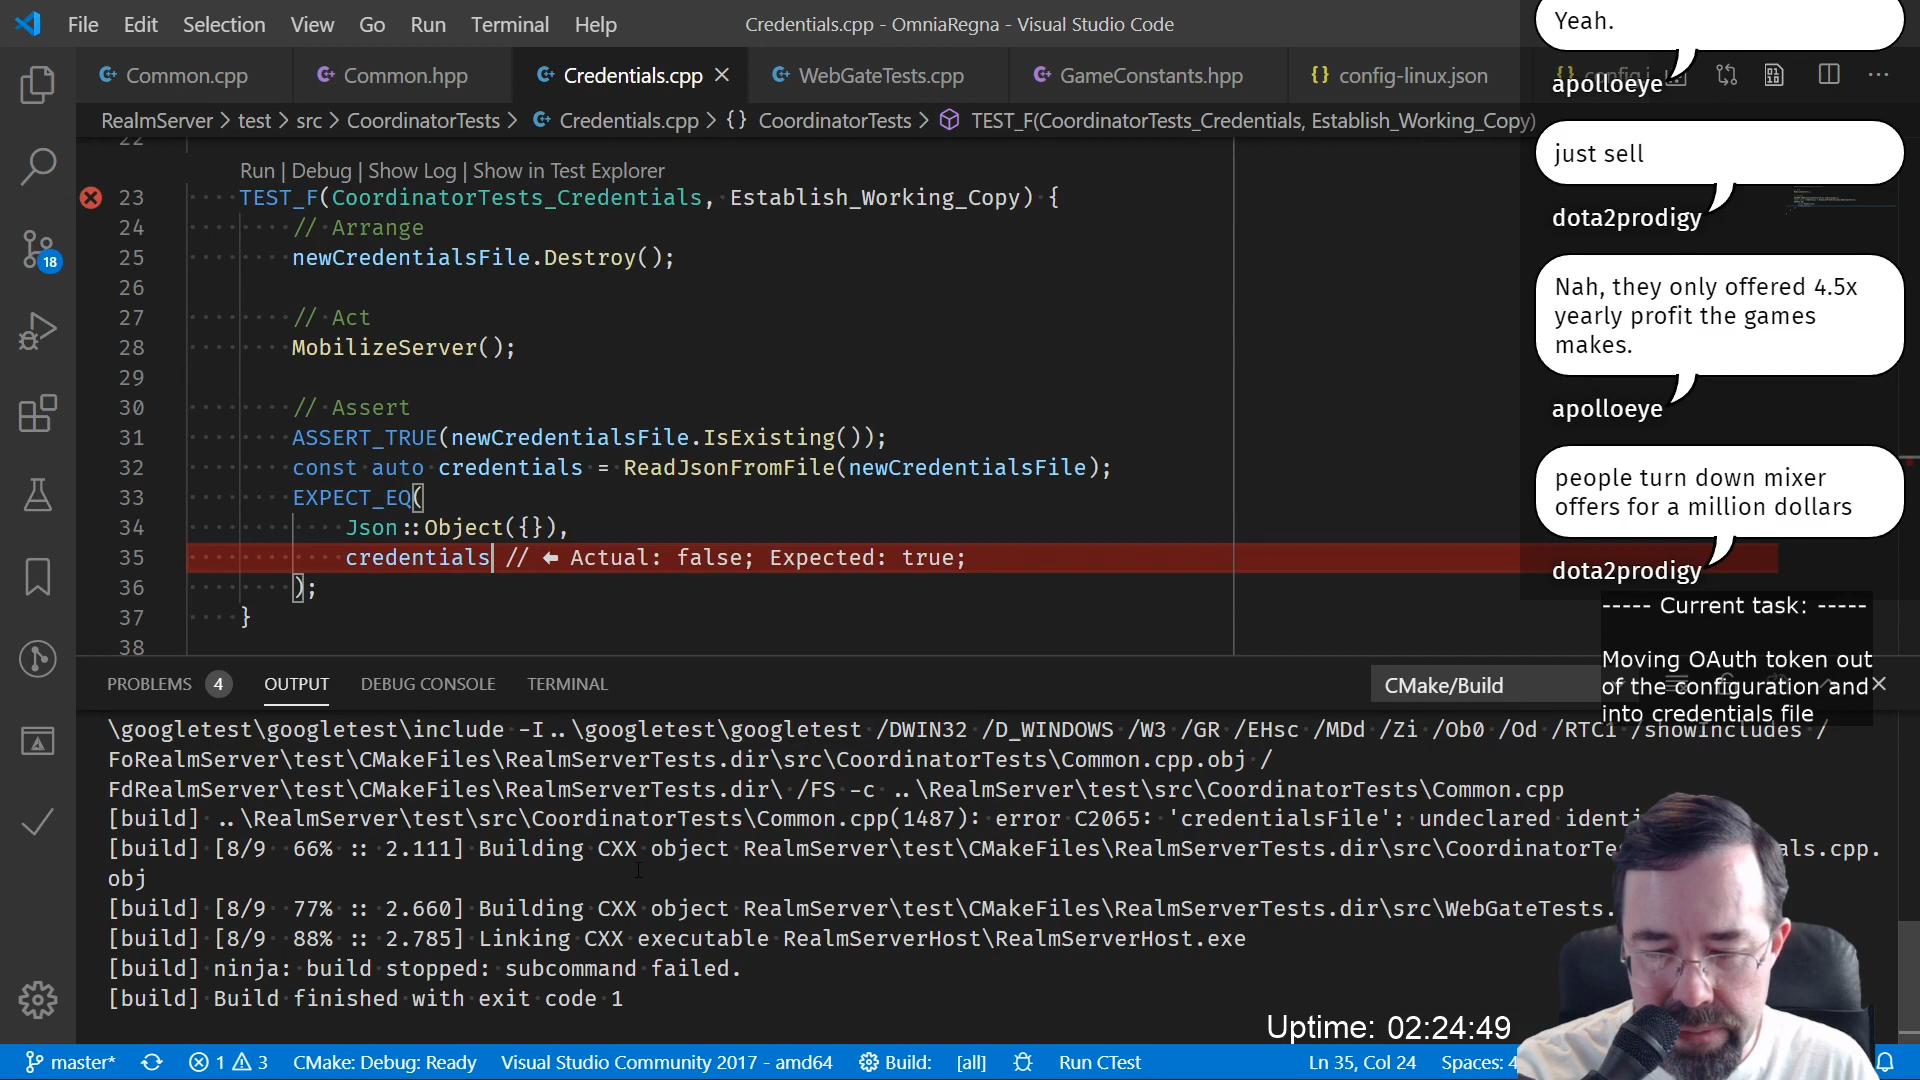 File Edit Selection View Go Run Terminal Help
Credentials.cpp - OmniaRegna - Visual Studio Code
Common.cpp
Common.hpp
Credentials.cpp
WebGateTests.cpp
GameConstants.hpp
config-linux.json
RealmServer > test > src > CoordinatorTests > Credentials.cpp > {} CoordinatorTests > TEST_F(CoordinatorTests_Credentials, Establish_Working_Copy)
22
Run | Debug | Show Log | Show in Test Explorer
23 TEST_F(CoordinatorTests_Credentials, Establish_Working_Copy) {
24 // Arrange
25 newCredentialsFile.Destroy();
26
27 // Act
28 MobilizeServer();
29
30 // Assert
31 ASSERT_TRUE(newCredentialsFile.IsExisting());
32 const auto credentials = ReadJsonFromFile(newCredentialsFile);
33 EXPECT_EQ(
34 Json::Object({}),
35 credentials // ⬅ Actual: false; Expected: true;
36 );
37 }
38
Yeah.
apolloeye
just sell
dota2prodigy
Nah, they only offered 4.5x
yearly profit the games
makes.
apolloeye
people turn down mixer
offers for a million dollars
dota2prodigy
----- Current task: -----
Moving OAuth token out
of the configuration and
into credentials file
18
PROBLEMS 4 OUTPUT DEBUG CONSOLE TERMINAL
CMake/Build
\googletest\googletest\include -I..\googletest\googletest /DWIN32 /D_WINDOWS /W3 /GR /EHsc /MDd /Zi /Ob0 /Od /RTC1 /showIncludes /
FoRealmServer\test\CMakeFiles\RealmServerTests.dir\src\CoordinatorTests\Common.cpp.obj /
FdRealmServer\test\CMakeFiles\RealmServerTests.dir\ /FS -c ..\RealmServer\test\src\CoordinatorTests\Common.cpp
[build] ..\RealmServer\test\src\CoordinatorTests\Common.cpp(1487): error C2065: 'credentialsFile': undeclared
[build] [8/9 66% :: 2.111] Building CXX object RealmServer\test\CMakeFiles\RealmServerTests.dir\src\
obj
[build] [8/9 77% :: 2.660] Building CXX object RealmServer\test\CMakeFiles\RealmServerTests.dir\src\WebGateTests.
[build] [8/9 88% :: 2.785] Linking CXX executable RealmServerHost\RealmServerHost.exe
[build] ninja: build stopped: subcommand failed.
[build] Build finished with exit code 1
Uptime: 02:24:49
master* 1 3 CMake: Debug: Ready Visual Studio Community 2017 - amd64 Build: [all] Run CTest Ln 35, Col 24 Spaces: 4